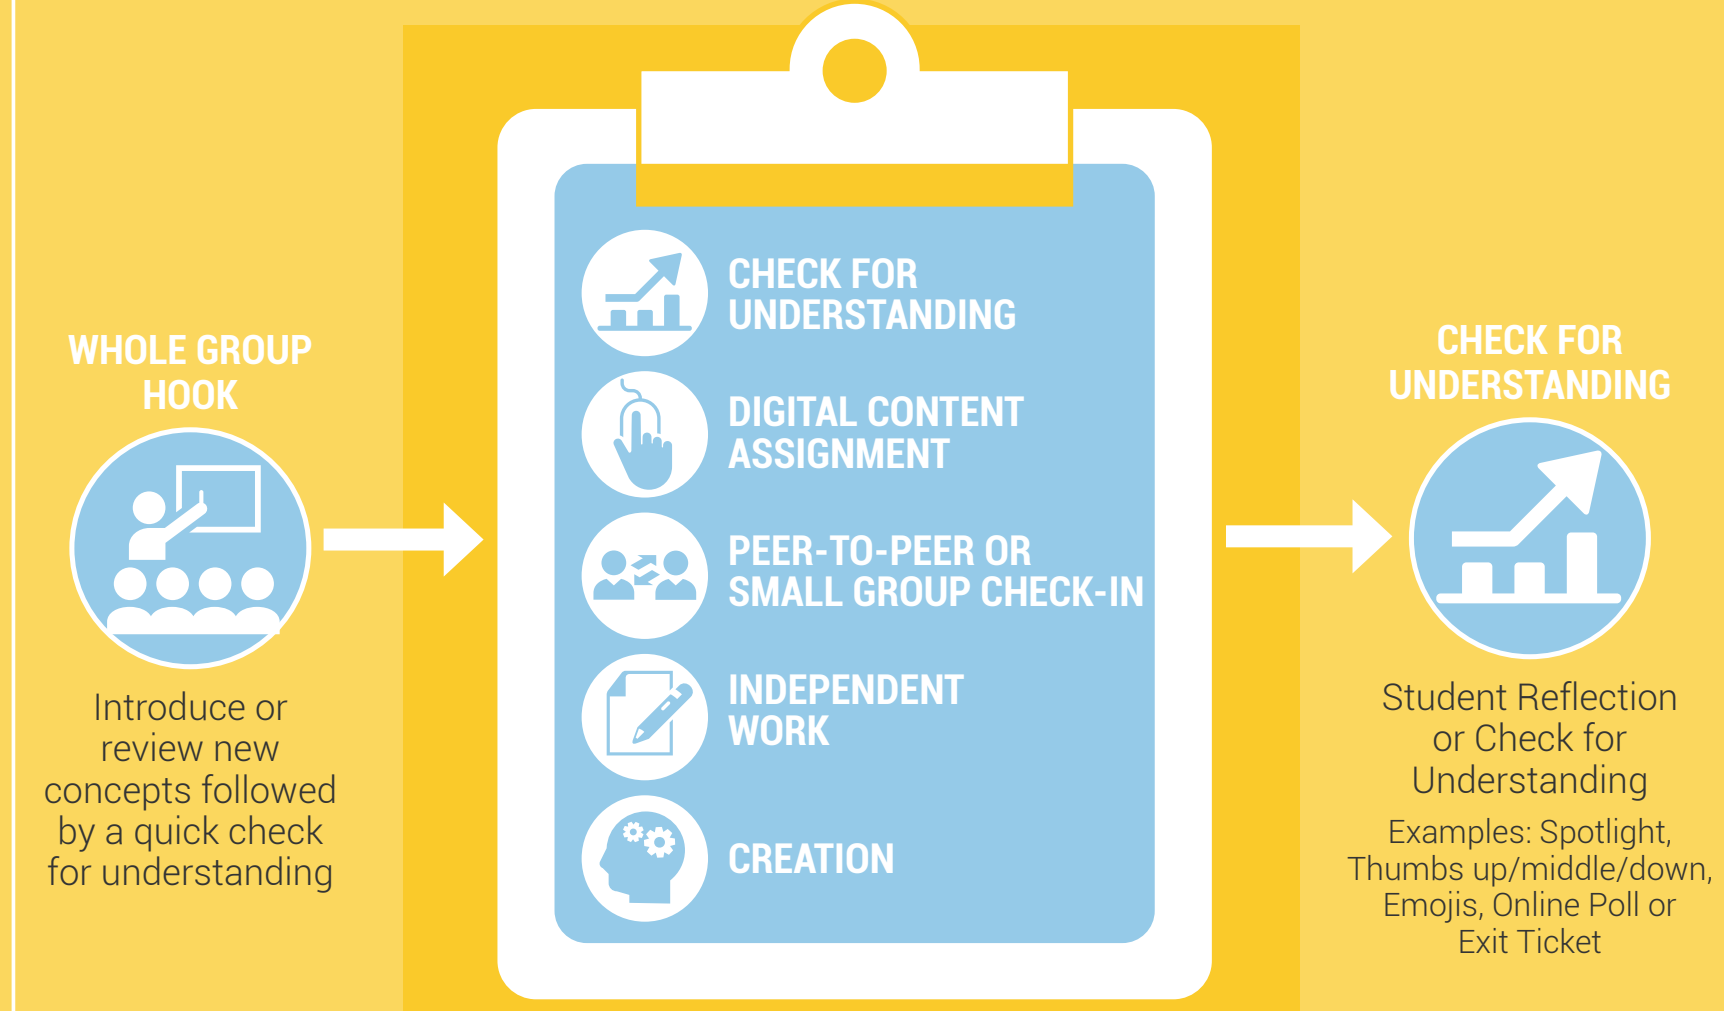 WHOLE GROUP
HOOK
Introduce or
review new
concepts followed
by a quick check
for understanding
CHECK FOR
UNDERSTANDING
DIGITAL CONTENT
ASSIGNMENT
PEER-TO-PEER OR
SMALL GROUP CHECK-IN
INDEPENDENT
WORK
CREATION
CHECK FOR
UNDERSTANDING
Student Reflection
or Check for
Understanding
Examples: Spotlight,
Thumbs up/middle/down,
Emojis, Online Poll or
Exit Ticket